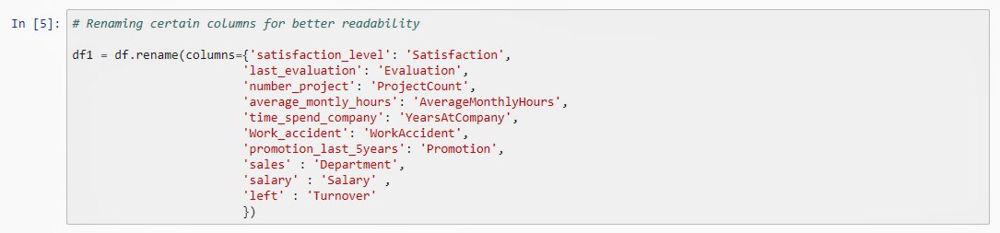 In [5]: # Renaming certain columns for better readability
df1 = df.rename(columns={'satisfaction_level': 'Satisfaction',
'last_evaluation': 'Evaluation',
'number_project': 'ProjectCount',
'average_montly_hours': 'AverageMonthlyHours',
'time_spend_company': 'YearsAtCompany',
'Work_accident': 'WorkAccident',
'promotion_last_5years': 'Promotion',
'sales' : 'Department',
'salary' : 'Salary' ,
'left' : 'Turnover'
})